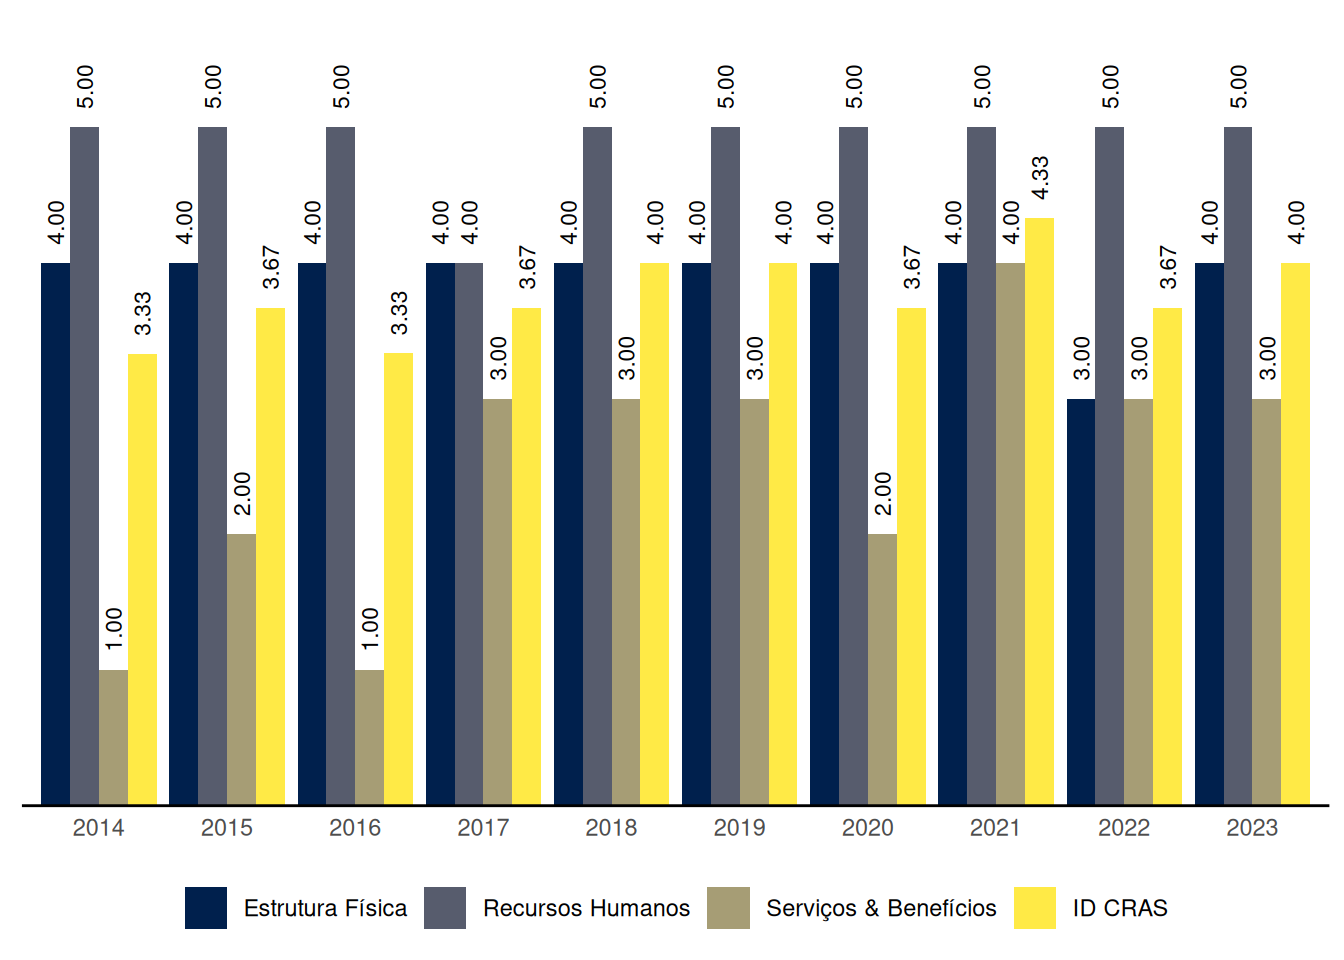 5.00 5.00 5.00 5.00 5.00 5.00 5.00 5.00 5.00
4.33
4.00 4.00 4.00 4.00 4.00 4.00 4.00 4.00 4.00 4.00 4.00 4.00 4.00 4.00
3.67 3.67 3.67 3.67
3.33 3.33
3.00 3.00 3.00 3.00 3.00 3.00
2.00 2.00
1.00 1.00
2014 2015 2016 2017 2018 2019 2020 2021 2022 2023
Estrutura Física Recursos Humanos Serviços & Benefícios ID CRAS